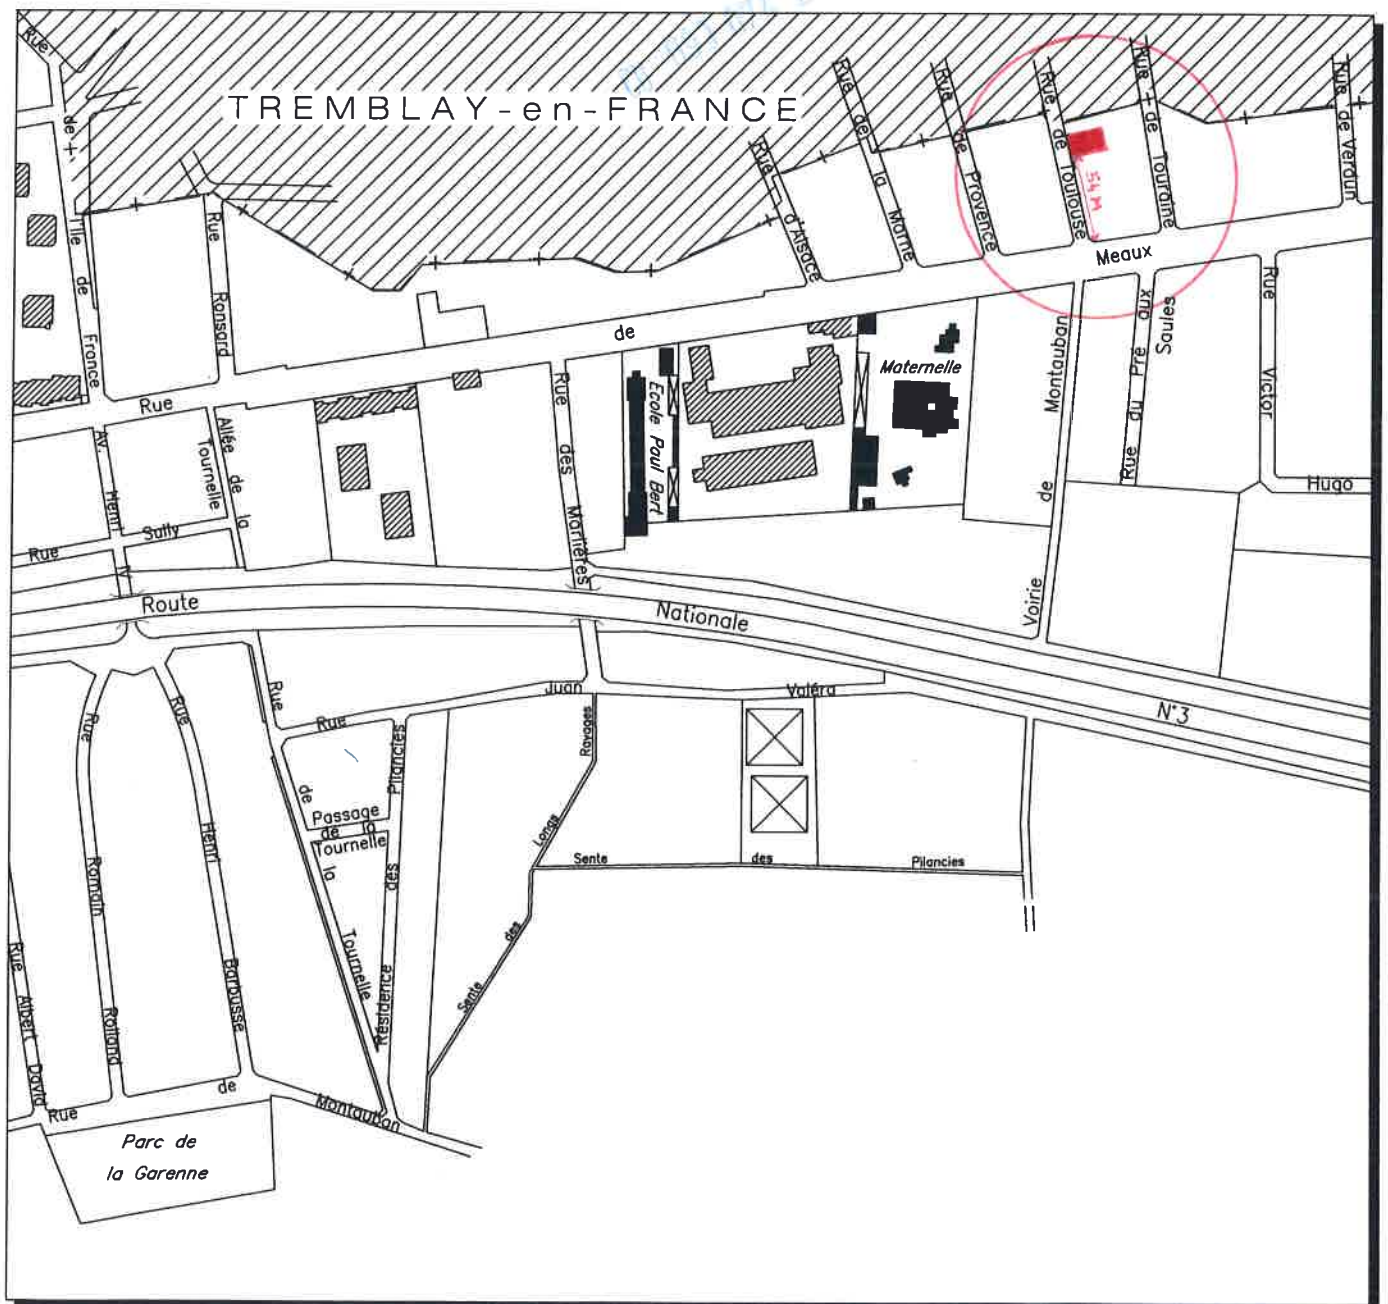 TREMBLAY-en-FRANCE
Rue de l'Ile de France
Rue Ronsard
Rue d'Alsace
Rue de la Marne
Rue de Provence
Rue de Toulouse
Rue de Touraine
Rue de Verdun
54 M
Rue de Meaux
Av. Henri IV
Allée de la Tournelle
Rue Sully
Rue des Marlières
Ecole Paul Bert
Maternelle
Voirie de Montauban
Rue du Pré aux Saules
Rue Victor Hugo
Route Nationale N°3
Rue Juan Valéra
Rue de la Tournelle
Passage de la Tournelle
Résidence des Pilancies
Sente des Longs Rayages
Sente des Pilancies
Rue Romain Rolland
Rue Henri Barbusse
Rue Albert David
Rue de Montauban
Parc de
la Garenne